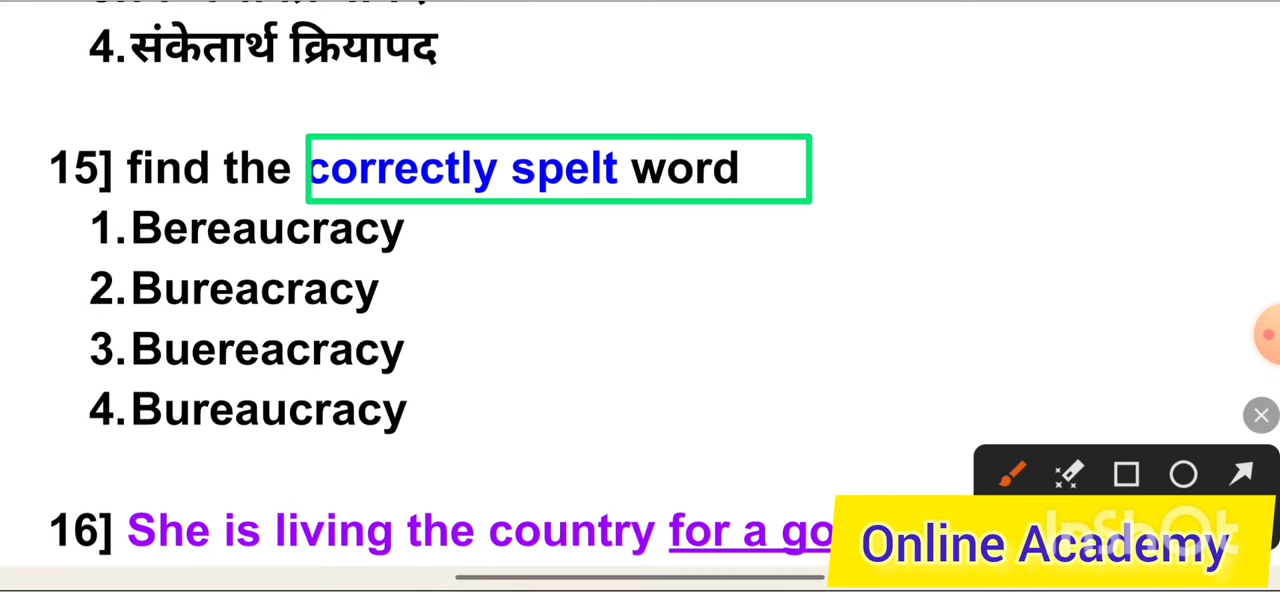 4.संकेतार्थ क्रियापद
15] find the correctly spelt word
1.Bereaucracy
2.Bureacracy
3.Buereacracy
4.Bureaucracy
16] She is living the country for a go
Online Academy
InShOt